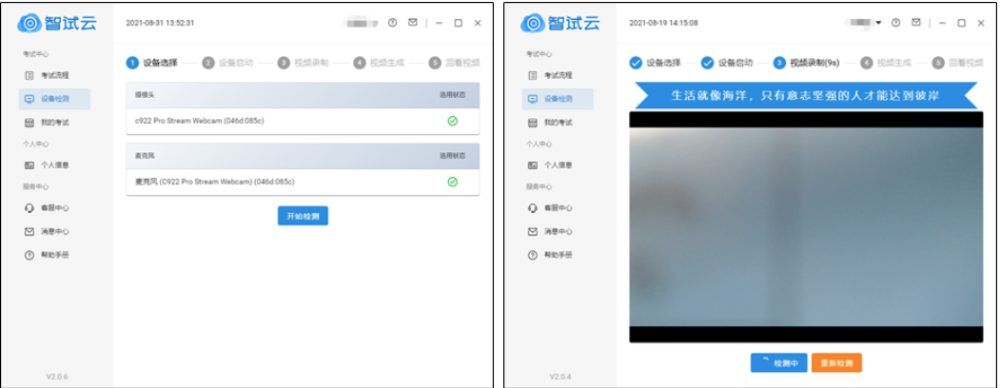 智试云
2021-08-31 13:52:31
考试中心
考试流程
设备检测
我的考试
个人中心
个人信息
服务中心
客服中心
消息中心
帮助手册
V2.0.6
1 设备选择 2 设备启动 3 视频录制 4 视频生成 5 回看视频
摄像头 选用状态
c922 Pro Stream Webcam (046d:085c)
麦克风 选用状态
麦克风 (C922 Pro Stream Webcam) (046d:085c)
开始检测
智试云
2021-08-19 14:15:08
考试中心
考试流程
设备检测
我的考试
个人中心
个人信息
服务中心
客服中心
消息中心
帮助手册
V2.0.4
设备选择 设备启动 3 视频录制(9s) 4 视频生成 5 回看视频
生活就像海洋，只有意志坚强的人才能达到彼岸
检测中
重新检测